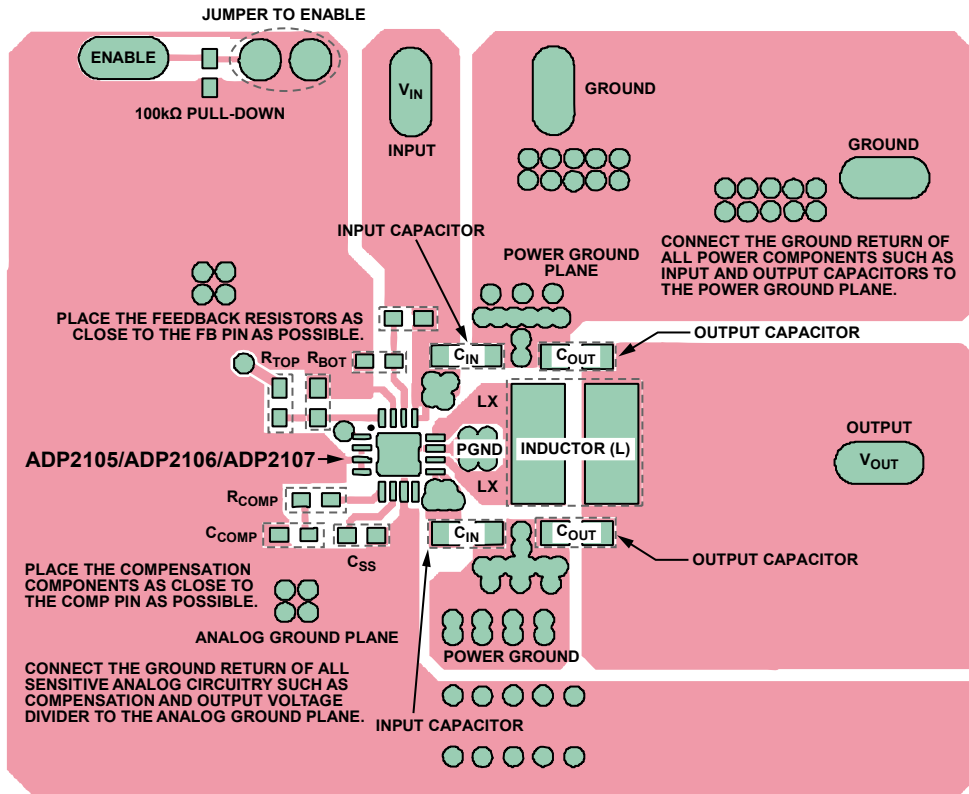 JUMPER TO ENABLE
ENABLE
100kΩ PULL-DOWN
VIN
INPUT
GROUND
GROUND
CONNECT THE GROUND RETURN OF
ALL POWER COMPONENTS SUCH AS
INPUT AND OUTPUT CAPACITORS TO
THE POWER GROUND PLANE.
INPUT CAPACITOR
POWER GROUND
PLANE
PLACE THE FEEDBACK RESISTORS AS
CLOSE TO THE FB PIN AS POSSIBLE.
OUTPUT CAPACITOR
RTOP
RBOT
CIN
COUT
LX
PGND
LX
INDUCTOR (L)
OUTPUT
VOUT
ADP2105/ADP2106/ADP2107
RCOMP
CCOMP
CSS
CIN
COUT
OUTPUT CAPACITOR
PLACE THE COMPENSATION
COMPONENTS AS CLOSE TO
THE COMP PIN AS POSSIBLE.
ANALOG GROUND PLANE
POWER GROUND
CONNECT THE GROUND RETURN OF ALL
SENSITIVE ANALOG CIRCUITRY SUCH AS
COMPENSATION AND OUTPUT VOLTAGE
DIVIDER TO THE ANALOG GROUND PLANE.
INPUT CAPACITOR